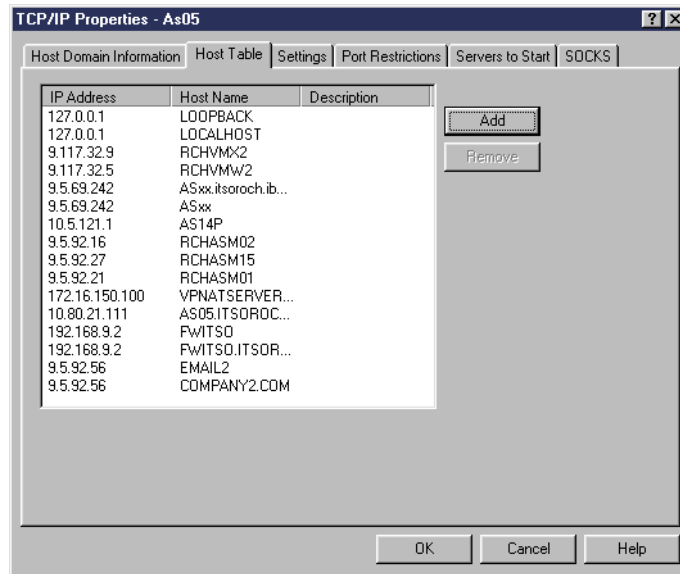 TCP/IP Properties - As05
Host Domain Information Host Table Settings Port Restrictions Servers to Start SOCKS
IP Address Host Name Description
127.0.0.1 LOOPBACK
127.0.0.1 LOCALHOST
9.117.32.9 RCHVMX2
9.117.32.5 RCHVMW2
9.5.69.242 ASxx.itsoroch.ib...
9.5.69.242 ASxx
10.5.121.1 AS14P
9.5.92.16 RCHASM02
9.5.92.27 RCHASM15
9.5.92.21 RCHASM01
172.16.150.100 VPNATSERVER...
10.80.21.111 AS05.ITSOROC...
192.168.9.2 FWITSO
192.168.9.2 FWITSO.ITSOR...
9.5.92.56 EMAIL2
9.5.92.56 COMPANY2.COM
Add
Remove
OK Cancel Help